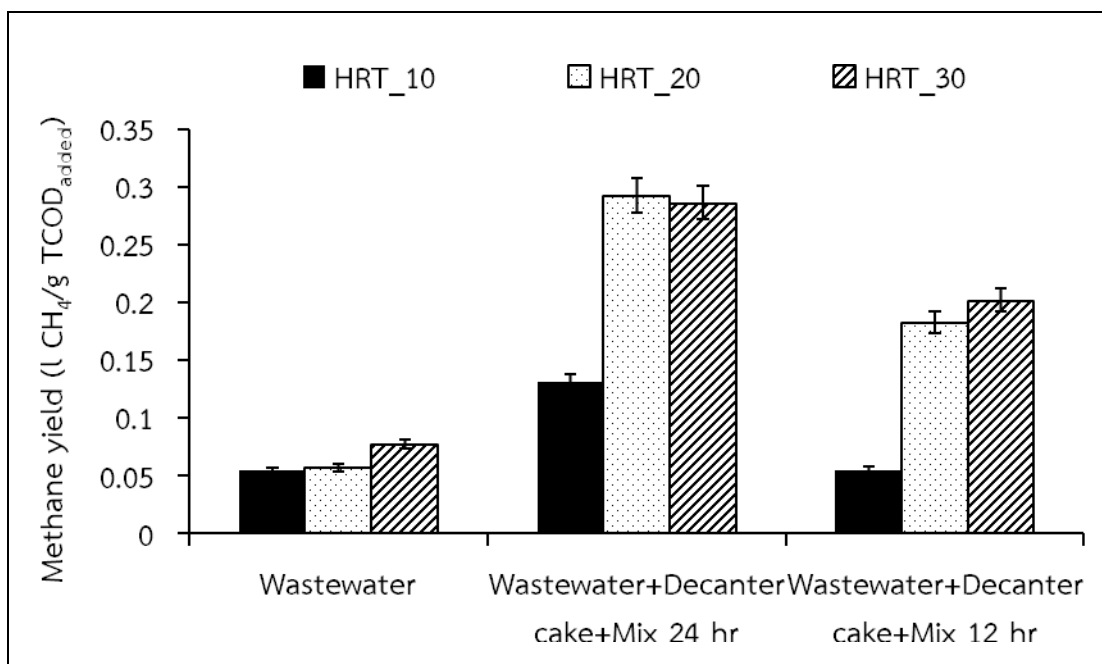 HRT_10 HRT_20 HRT_30
Methane yield (l CH₄/g TCODadded)
0.35
0.3
0.25
0.2
0.15
0.1
0.05
0
Wastewater
Wastewater+Decanter
cake+Mix 24 hr
Wastewater+Decanter
cake+Mix 12 hr